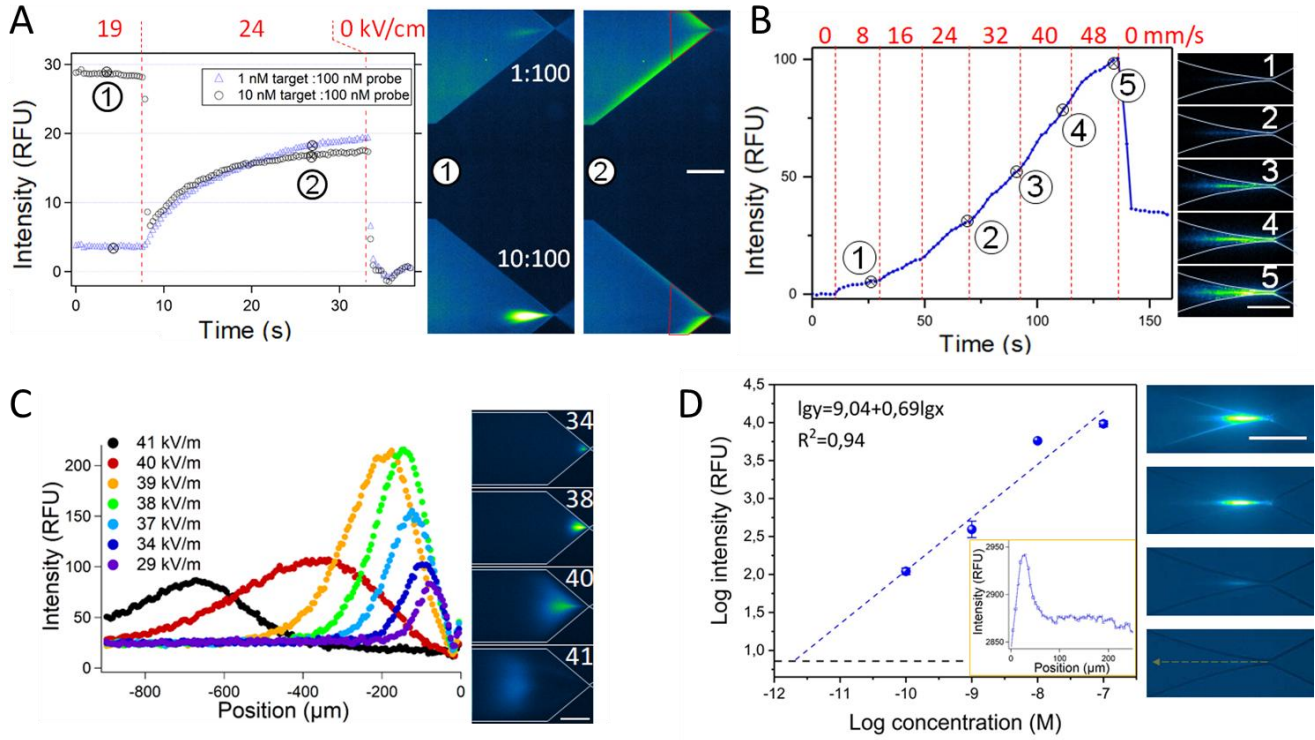 A
19 24 0 kV/cm
Intensity (RFU)
30
20
10
0
1 nM target :100 nM probe
10 nM target :100 nM probe
1
2
0 10 20 30
Time (s)
1:100
10:100
1
2
B
0 8 16 24 32 40 48 0 mm/s
Intensity (RFU)
100
50
0
1
2
3
4
5
0 50 100 150
Time (s)
1
2
3
4
5
C
41 kV/m
40 kV/m
39 kV/m
38 kV/m
37 kV/m
34 kV/m
29 kV/m
Intensity (RFU)
200
150
100
50
0
-800 -600 -400 -200 0
Position (µm)
34
38
40
41
D
lgy=9,04+0,69lgx
R²=0,94
Log intensity (RFU)
4,5
4,0
3,5
3,0
2,5
2,0
1,5
1,0
-12 -11 -10 -9 -8 -7
Log concentration (M)
Intensity (RFU)
2950
2900
2850
0 100 200
Position (µm)